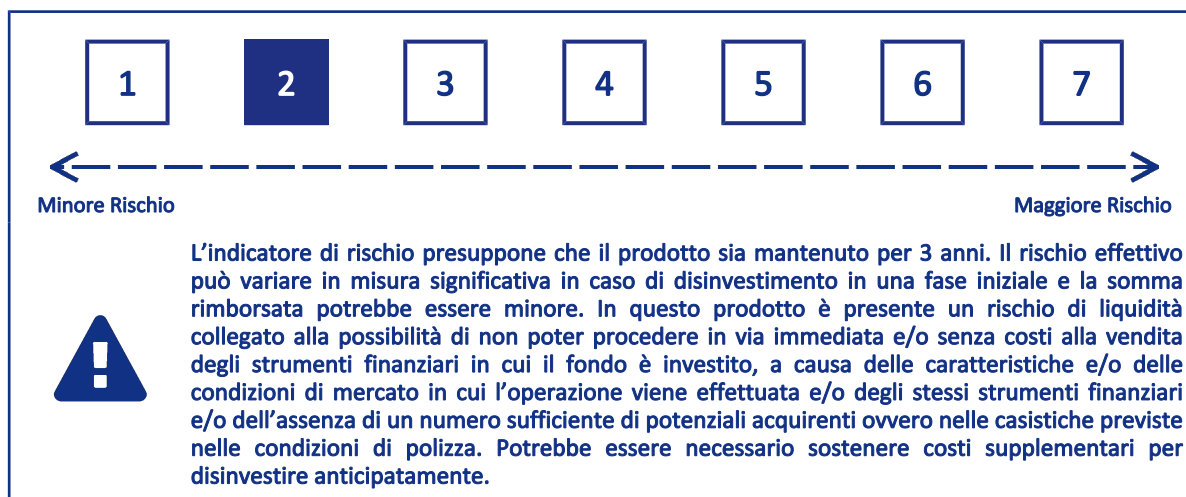 1 2 3 4 5 6 7
Minore Rischio Maggiore Rischio
L'indicatore di rischio presuppone che il prodotto sia mantenuto per 3 anni. Il rischio effettivo
può variare in misura significativa in caso di disinvestimento in una fase iniziale e la somma
rimborsata potrebbe essere minore. In questo prodotto è presente un rischio di liquidità
collegato alla possibilità di non poter procedere in via immediata e/o senza costi alla vendita
degli strumenti finanziari in cui il fondo è investito, a causa delle caratteristiche e/o delle
condizioni di mercato in cui l'operazione viene effettuata e/o degli stessi strumenti finanziari
e/o dell'assenza di un numero sufficiente di potenziali acquirenti ovvero nelle casistiche previste
nelle condizioni di polizza. Potrebbe essere necessario sostenere costi supplementari per
disinvestire anticipatamente.